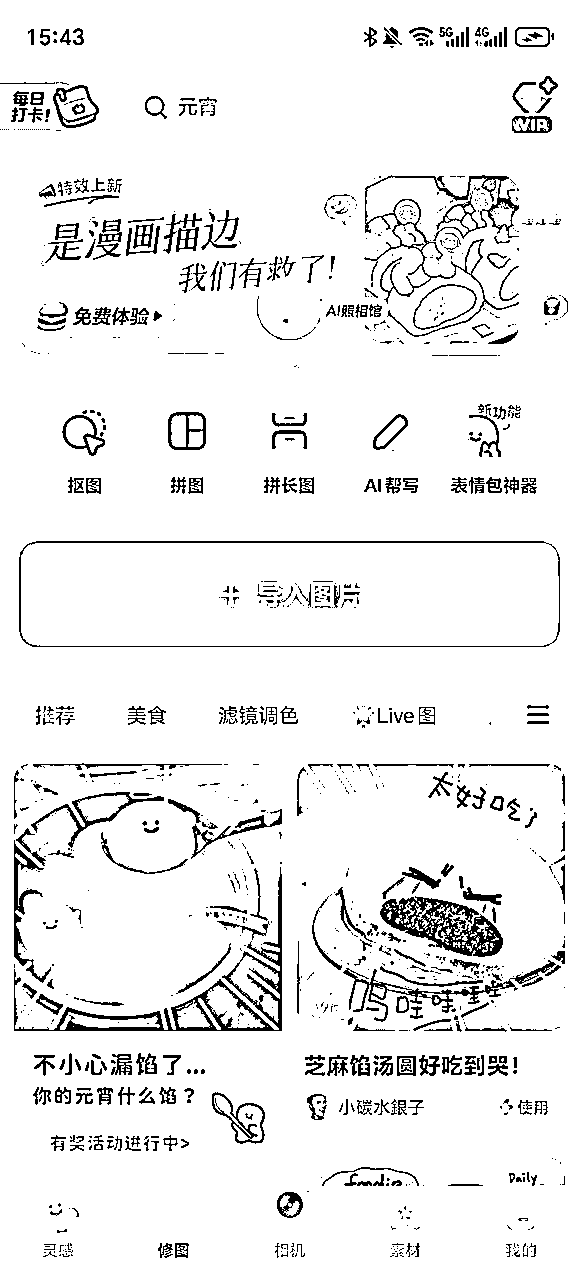 15:43
5G 4G
每日
打卡!
元宵
VIP
特效上新
是漫画描边
我们有救了!
免费体验
AI照相馆
新功能
抠图
拼图
拼长图
AI帮写
表情包神器
+ 导入图片
推荐
美食
滤镜调色
Live图
太好吃了
呜哇哇哇哇
不小心漏馅了...
你的元宵什么馅?
有奖活动进行中>
芝麻馅汤圆好吃到哭!
小碳水銀子
使用
foodie
Daily
灵感
修图
相机
素材
我的